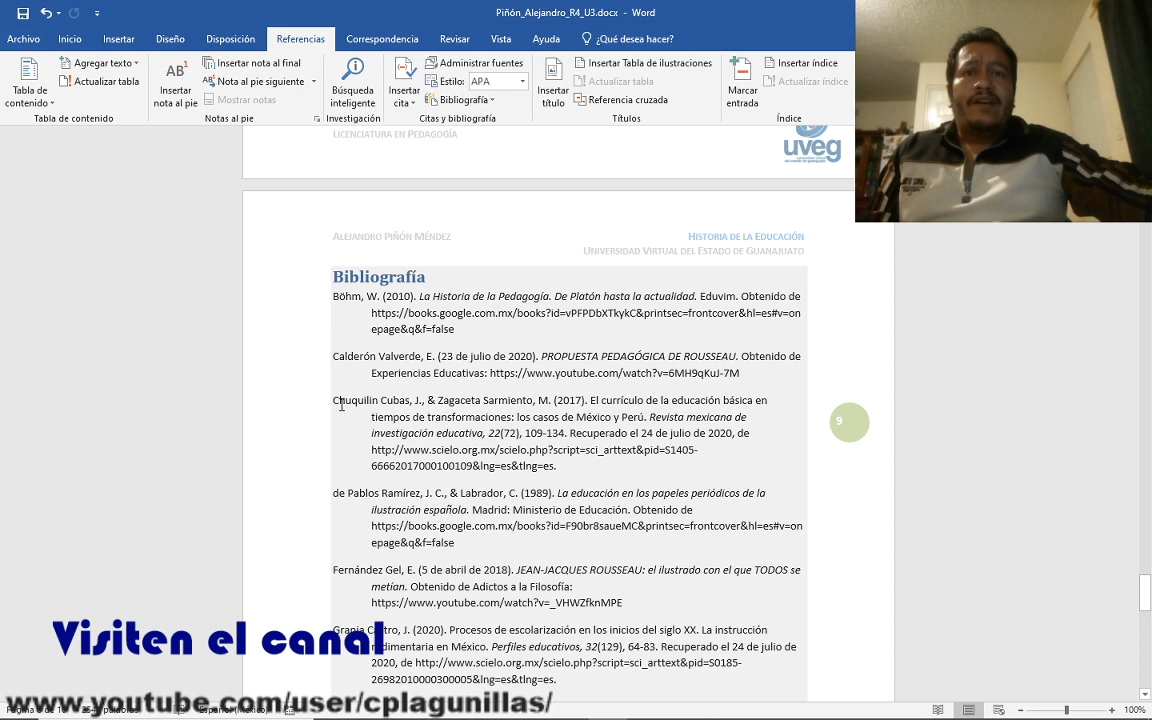 Piñón_Alejandro_R4_U3.docx - Word
Archivo Inicio Insertar Diseño Disposición Referencias Correspondencia Revisar Vista Ayuda ¿Qué desea hacer?
Tabla de contenido
Agregar texto
Actualizar tabla
Tabla de contenido
AB1
Insertar nota al pie
Insertar nota al final
Nota al pie siguiente
Mostrar notas
Notas al pie
Búsqueda inteligente
Investigación
Insertar cita
Administrar fuentes
Estilo: APA
Bibliografía
Citas y bibliografía
Insertar título
Insertar Tabla de ilustraciones
Actualizar tabla
Referencia cruzada
Títulos
Marcar entrada
Insertar índice
Actualizar índice
Índice
LICENCIATURA EN PEDAGOGÍA
uveg
ALEJANDRO PIÑÓN MÉNDEZ
HISTORIA DE LA EDUCACIÓN
UNIVERSIDAD VIRTUAL DEL ESTADO DE GUANAJUATO
Bibliografía
Böhm, W. (2010). La Historia de la Pedagogía. De Platón hasta la actualidad. Eduvim. Obtenido de
https://books.google.com.mx/books?id=vPFPDbXTkykC&printsec=frontcover&hl=es#v=on
epage&q&f=false
Calderón Valverde, E. (23 de julio de 2020). PROPUESTA PEDAGÓGICA DE ROUSSEAU. Obtenido de
Experiencias Educativas: https://www.youtube.com/watch?v=6MH9qKuJ-7M
Chuquilin Cubas, J., & Zagaceta Sarmiento, M. (2017). El currículo de la educación básica en
tiempos de transformaciones: los casos de México y Perú. Revista mexicana de
investigación educativa, 22(72), 109-134. Recuperado el 24 de julio de 2020, de
http://www.scielo.org.mx/scielo.php?script=sci_arttext&pid=S1405-
66662017000100109&lng=es&tlng=es.
9
de Pablos Ramírez, J. C., & Labrador, C. (1989). La educación en los papeles periódicos de la
ilustración española. Madrid: Ministerio de Educación. Obtenido de
https://books.google.com.mx/books?id=F90br8saueMC&printsec=frontcover&hl=es#v=on
epage&q&f=false
Fernández Gel, E. (5 de abril de 2018). JEAN-JACQUES ROUSSEAU: el ilustrado con el que TODOS se
metían. Obtenido de Adictos a la Filosofía:
https://www.youtube.com/watch?v=_VHWZfknMPE
Visiten el canal
Granja Castro, J. (2020). Procesos de escolarización en los inicios del siglo XX. La instrucción
rudimentaria en México. Perfiles educativos, 32(129), 64-83. Recuperado el 24 de julio de
2020, de http://www.scielo.org.mx/scielo.php?script=sci_arttext&pid=S0185-
26982010000300005&lng=es&tlng=es.
www.youtube.com/user/cplagunillas/
Español (México)
100%